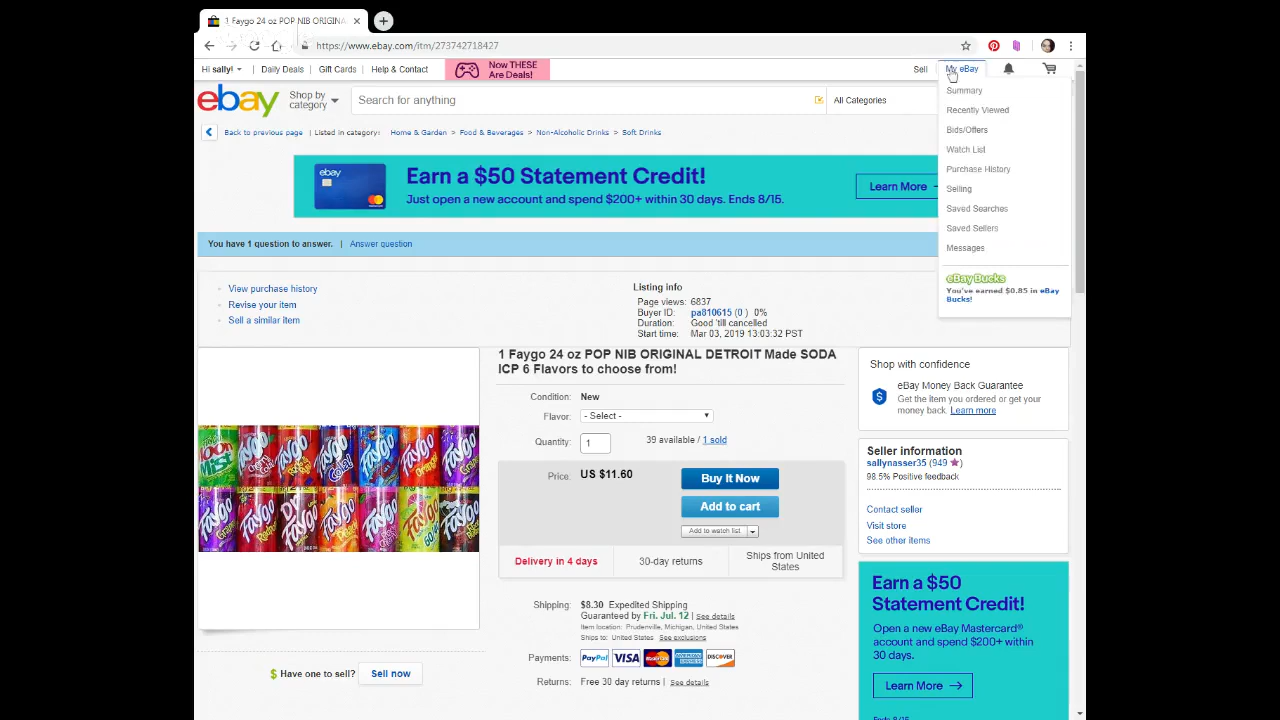 1 Faygo 24 oz POP NIB ORIGINA
https://www.ebay.com/itm/273742718427
Hi sally!
Daily Deals
Gift Cards
Help & Contact
Now THESE
Are Deals!
Sell
My eBay
ebay
Shop by
category
Search for anything
All Categories
Summary
Recently Viewed
Bids/Offers
Watch List
Purchase History
Selling
Saved Searches
Saved Sellers
Messages
eBay Bucks
You've earned $0.85 in eBay
Bucks!
Back to previous page | Listed in category: Home & Garden > Food & Beverages > Non-Alcoholic Drinks > Soft Drinks
ebay
Earn a $50 Statement Credit!
Just open a new account and spend $200+ within 30 days. Ends 8/15.
Learn More
You have 1 question to answer. | Answer question
View purchase history
Revise your item
Sell a similar item
Listing info
Page views: 6837
Buyer ID: pa810615 (0 ) 0%
Duration: Good 'till cancelled
Start time: Mar 03, 2019 13:03:32 PST
1 Faygo 24 oz POP NIB ORIGINAL DETROIT Made SODA
ICP 6 Flavors to choose from!
Condition: New
Flavor: - Select -
Quantity: 1
39 available / 1 sold
Price: US $11.60
Buy It Now
Add to cart
Add to watch list
Delivery in 4 days
30-day returns
Ships from United
States
Shipping: $8.30 Expedited Shipping
Guaranteed by Fri. Jul. 12 | See details
Item location: Prudenville, Michigan, United States
Ships to: United States See exclusions
Payments: PayPal VISA MasterCard AMERICAN EXPRESS DISCOVER
Returns: Free 30 day returns | See details
Have one to sell? Sell now
Shop with confidence
eBay Money Back Guarantee
Get the item you ordered or get your
money back. Learn more
Seller information
sallynasser35 (949 )
98.5% Positive feedback
Contact seller
Visit store
See other items
Earn a $50
Statement Credit!
Open a new eBay Mastercard®
account and spend $200+ within
30 days.
Learn More
Ends 8/15